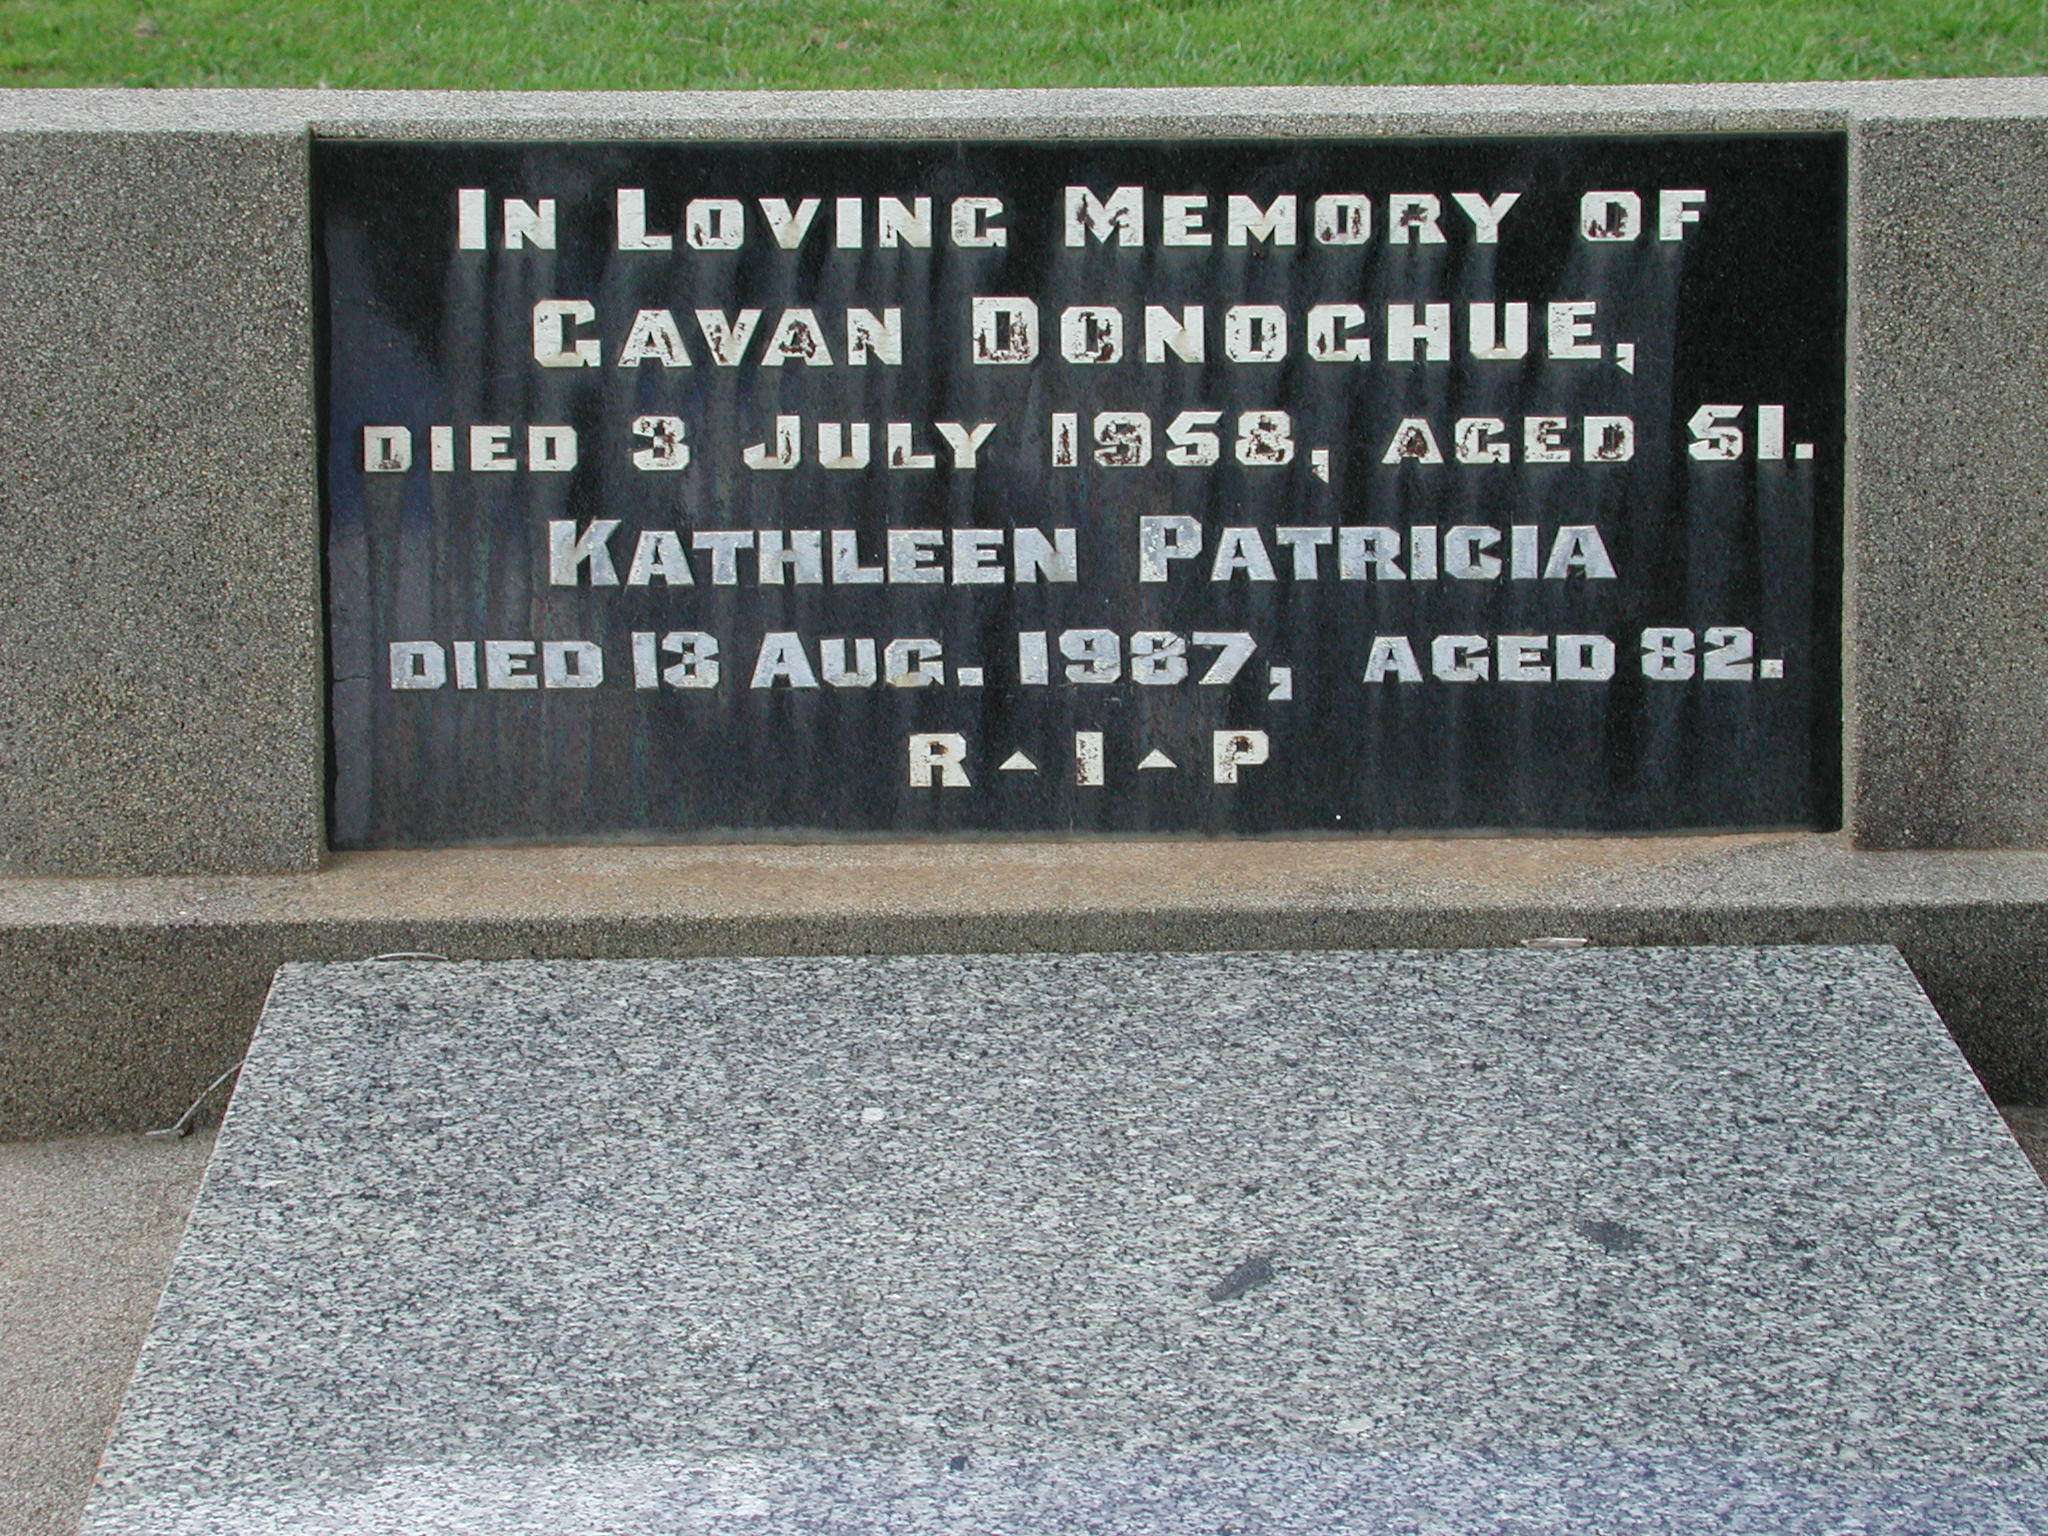 In Loving Memory of
Gavan Donoghue,
died 3 July 1958, aged 51.
Kathleen Patricia
died 13 Aug. 1987, aged 82.
R ‸ I ‸ P